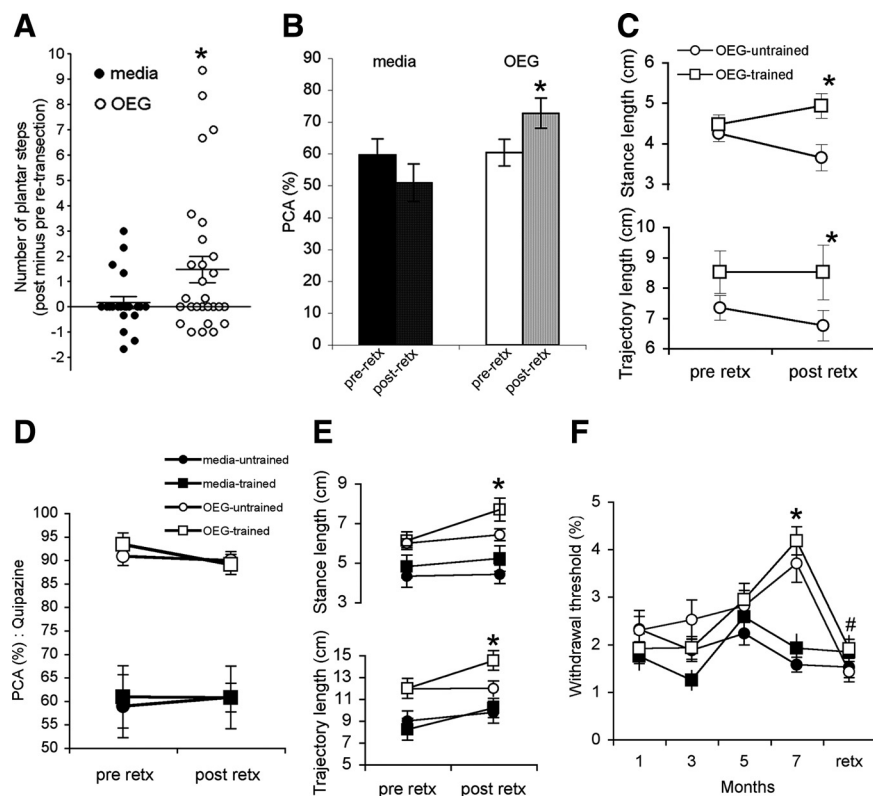 A
*
media
OEG
Number of plantar steps
(post minus pre re-transection)
10
9
8
7
6
5
4
3
2
1
0
-1
-2
B
media
OEG
*
PCA (%)
90
80
70
60
50
40
30
20
10
0
pre-retx
post-retx
pre-retx
post-retx
C
OEG-untrained
OEG-trained
*
Stance length (cm)
6
5
4
3
*
Trajectory length (cm)
10
9
8
7
6
pre retx
post retx
D
media-untrained
media-trained
OEG-untrained
OEG-trained
PCA (%) : Quipazine
100
95
90
85
80
75
70
65
60
55
50
pre retx
post retx
E
*
Stance length (cm)
9
7
5
3
*
Trajectory length (cm)
15
13
11
9
7
5
pre retx
post retx
F
*
#
Withdrawal threshold (%)
5
4
3
2
1
0
1
3
5
7
retx
Months